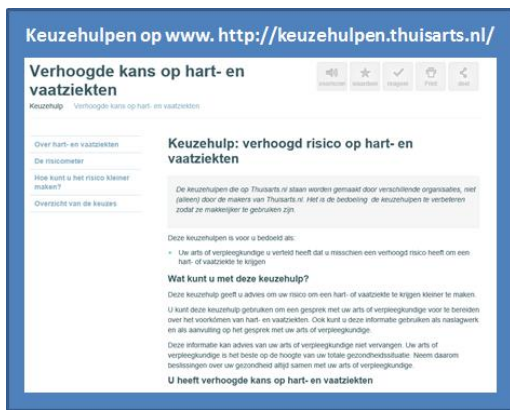 Keuzehulpen op www. http://keuzehulpen.thuisarts.nl/
Verhoogde kans op hart- en
vaatziekten
Keuzehulp Verhoogde kans op hart- en vaatziekten
Print
deel
Over hart- en vaatziekten
De risicometer
Hoe kunt u het risico kleiner
maken?
Overzicht van de keuzes
Keuzehulp: verhoogd risico op hart- en
vaatziekten
De keuzehulpen die op Thuisarts.nl staan worden gemaakt door verschillende organisaties, niet
(alleen) door de makers van Thuisarts.nl. Het is de bedoeling de keuzehulpen te verbeteren
zodat ze makkelijker te gebruiken zijn.
Deze keuzehulpen is voor u bedoeld als:
Uw arts of verpleegkundige u verteld heeft dat u misschien een verhoogd risico heeft om een
hart- of vaatziekte te krijgen
Wat kunt u met deze keuzehulp?
Deze keuzehulp geeft u advies om uw risico om een hart- of vaatziekte te krijgen kleiner te maken.
U kunt deze keuzehulp gebruiken om een gesprek met uw arts of verpleegkundige voor te bereiden
over het voorkómen van hart- en vaatziekten. Ook kunt u deze informatie gebruiken als naslagwerk
en als aanvulling op het gesprek met uw arts of verpleegkundige.
Deze informatie kan advies van uw arts of verpleegkundige niet vervangen. Uw arts of
verpleegkundige is het beste op de hoogte van uw totale gezondheidssituatie. Neem daarom
beslissingen over uw gezondheid altijd samen met uw arts of verpleegkundige.
U heeft verhoogde kans op hart- en vaatziekten